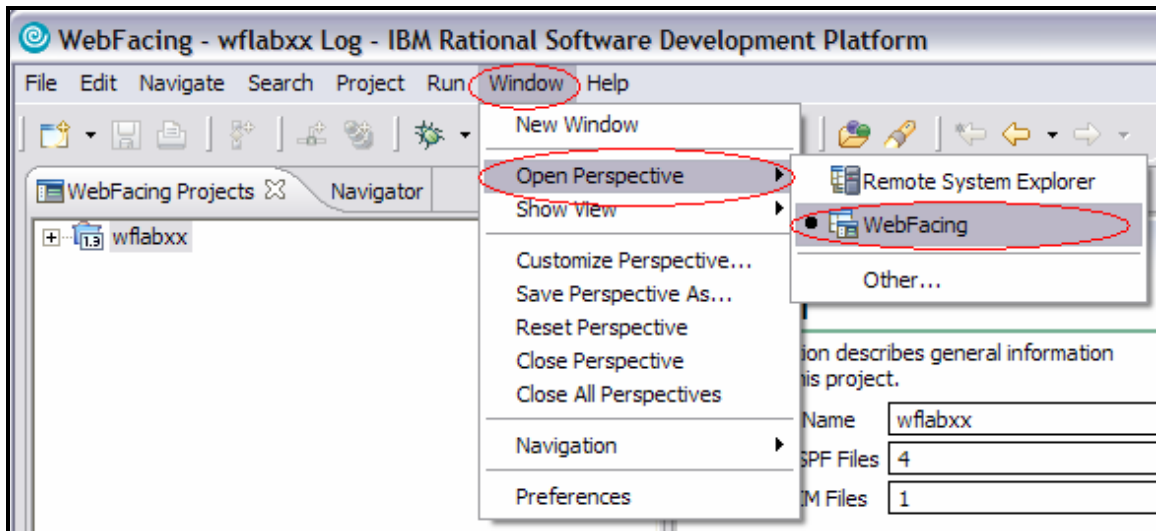 WebFacing - wflabxx Log - IBM Rational Software Development Platform
File Edit Navigate Search Project Run Window Help
New Window
Open Perspective
Remote System Explorer
WebFacing Projects
Navigator
Show View
WebFacing
1.3 wflabxx
Customize Perspective...
Other...
Save Perspective As...
Reset Perspective
ion describes general information
Close Perspective
his project.
Close All Perspectives
Name wflabxx
Navigation
SPF Files 4
Preferences
M Files 1